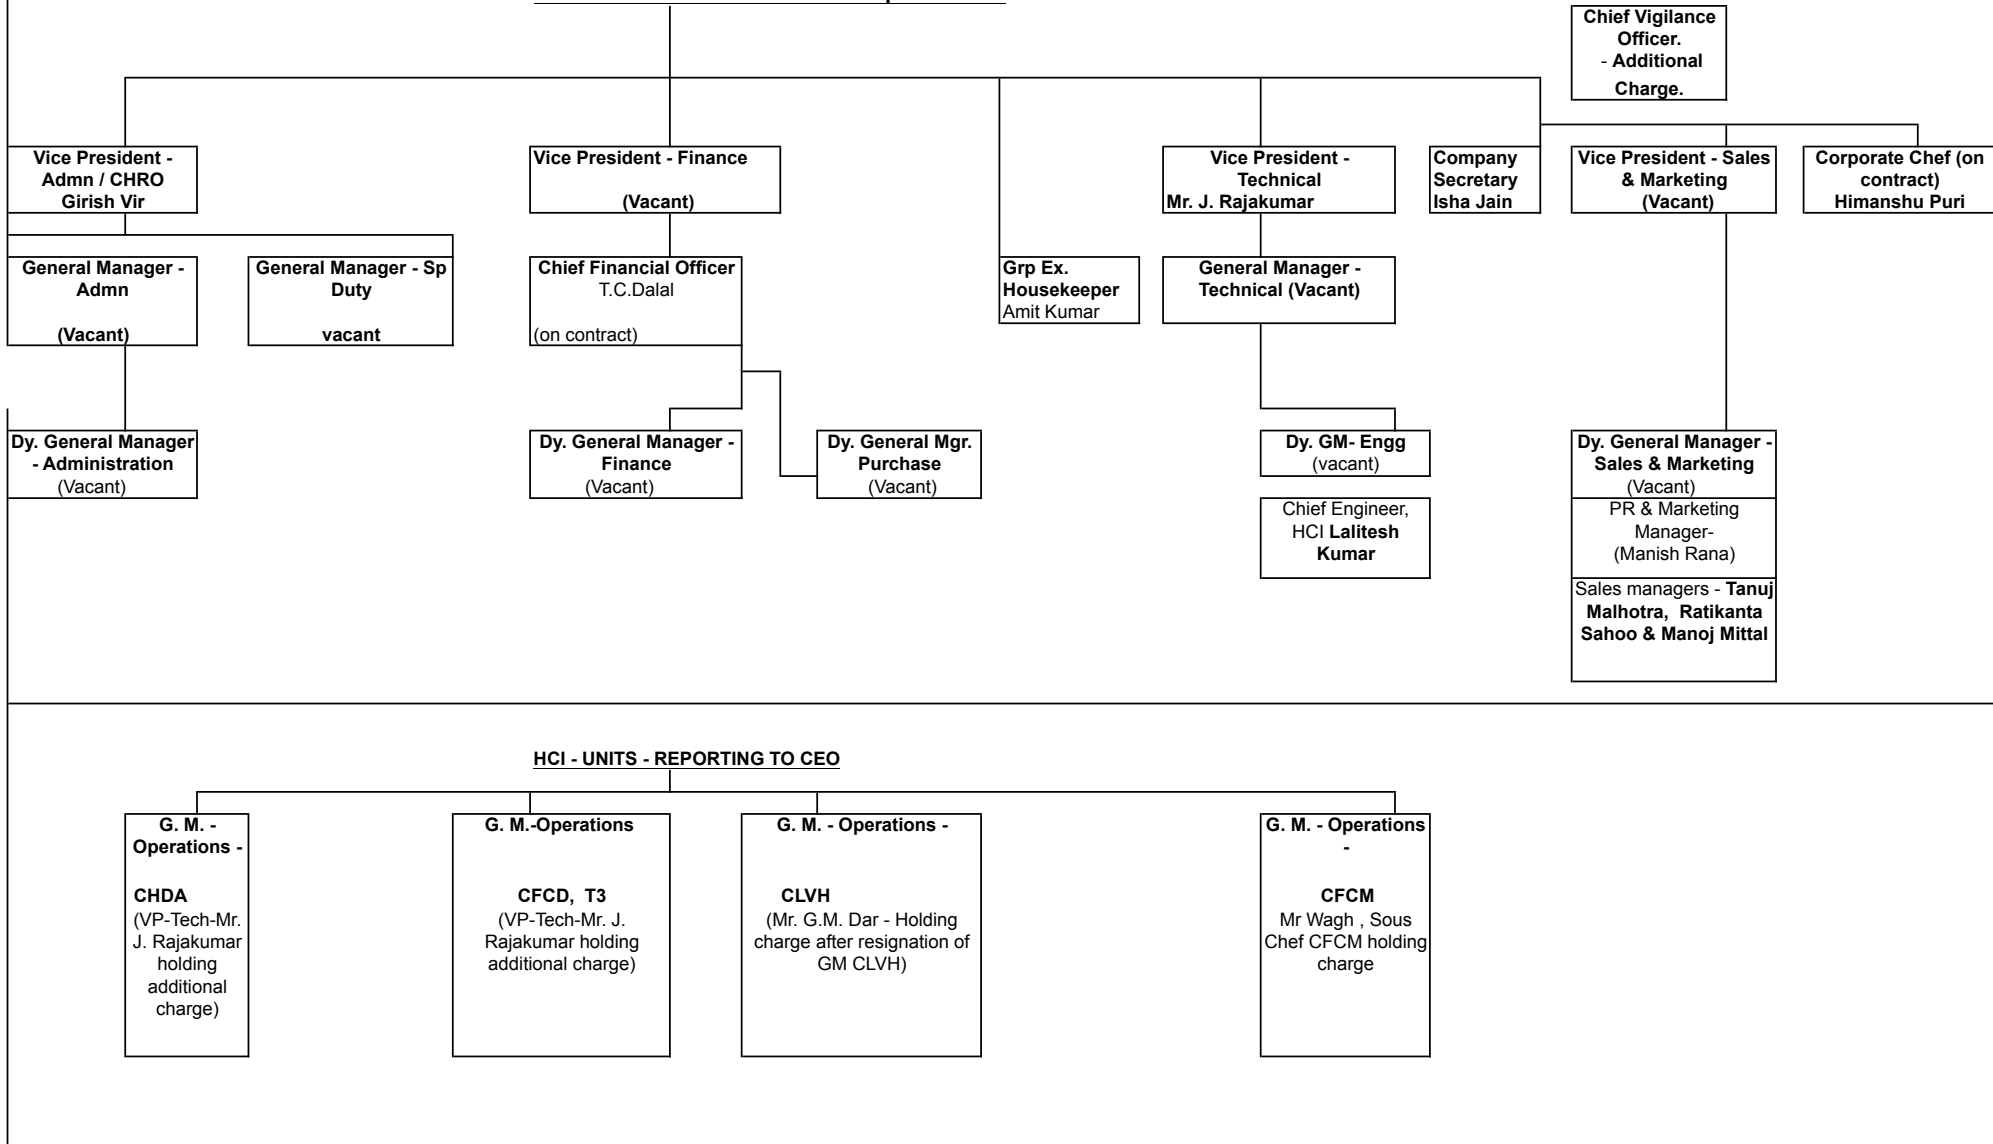 Chief Vigilance
Officer.
- Additional
Charge.
Vice President -
Admn / CHRO
Girish Vir
Vice President - Finance
(Vacant)
Vice President -
Technical
Mr. J. Rajakumar
Company
Secretary
Isha Jain
Vice President - Sales
& Marketing
(Vacant)
Corporate Chef (on
contract)
Himanshu Puri
General Manager -
Admn
(Vacant)
General Manager - Sp
Duty
vacant
Chief Financial Officer
T.C.Dalal
(on contract)
Grp Ex.
Housekeeper
Amit Kumar
General Manager -
Technical (Vacant)
Dy. General Manager
- Administration
(Vacant)
Dy. General Manager -
Finance
(Vacant)
Dy. General Mgr.
Purchase
(Vacant)
Dy. GM- Engg
(vacant)
Chief Engineer,
HCI Lalitesh
Kumar
Dy. General Manager -
Sales & Marketing
(Vacant)
PR & Marketing
Manager-
(Manish Rana)
Sales managers - Tanuj
Malhotra, Ratikanta
Sahoo & Manoj Mittal
HCI - UNITS - REPORTING TO CEO
G. M. -
Operations -
CHDA
(VP-Tech-Mr.
J. Rajakumar
holding
additional
charge)
G. M.-Operations
CFCD, T3
(VP-Tech-Mr. J.
Rajakumar holding
additional charge)
G. M. - Operations -
CLVH
(Mr. G.M. Dar - Holding
charge after resignation of
GM CLVH)
G. M. - Operations
-
CFCM
Mr Wagh , Sous
Chef CFCM holding
charge